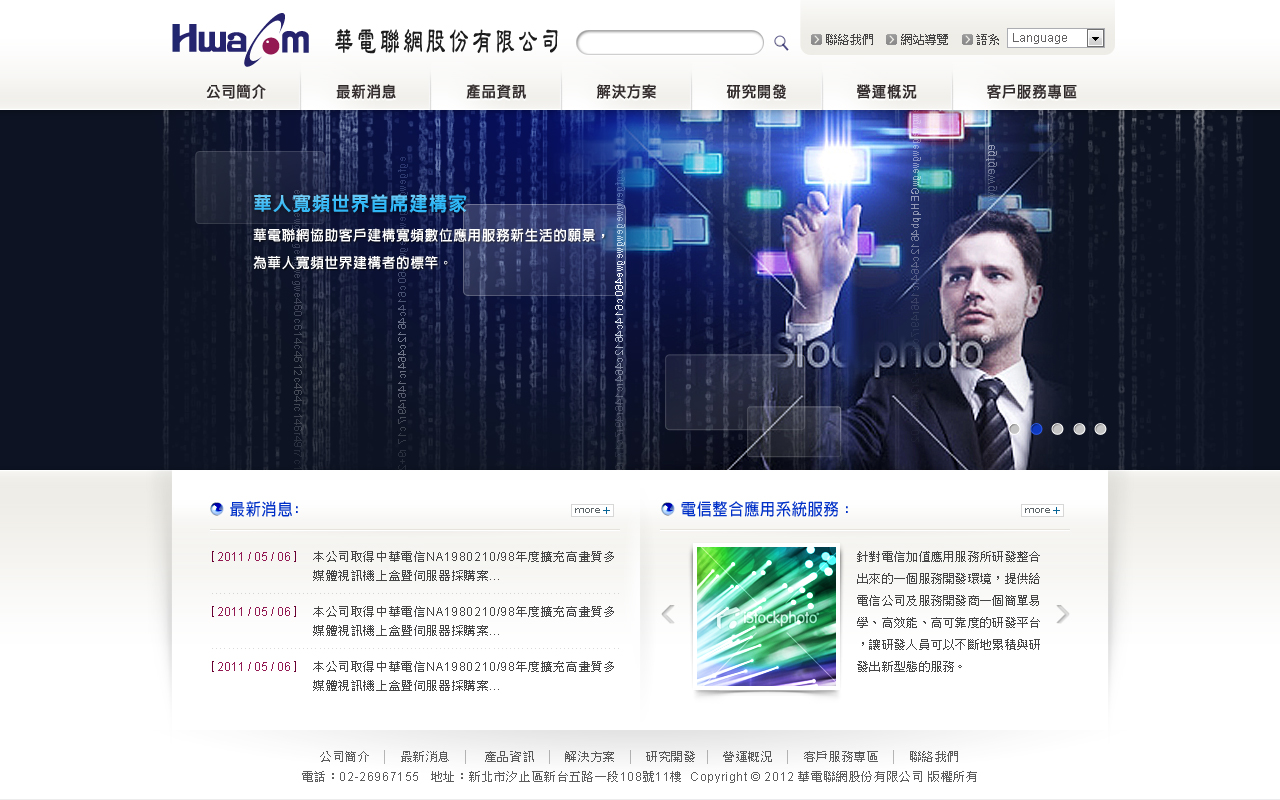 Hwacom 華電聯網股份有限公司
聯絡我們 網站導覽 語系 Language
公司簡介 最新消息 產品資訊 解決方案 研究開發 營運概況 客戶服務專區
華人寬頻世界首席建構家
華電聯網協助客戶建構寬頻數位應用服務新生活的願景，
為華人寬頻世界建構者的標竿。
iStockphoto
最新消息: more+
[ 2011 / 05 / 06 ] 本公司取得中華電信NA1980210/98年度擴充高畫質多
媒體視訊機上盒暨伺服器採購案...
[ 2011 / 05 / 06 ] 本公司取得中華電信NA1980210/98年度擴充高畫質多
媒體視訊機上盒暨伺服器採購案...
[ 2011 / 05 / 06 ] 本公司取得中華電信NA1980210/98年度擴充高畫質多
媒體視訊機上盒暨伺服器採購案...
電信整合應用系統服務： more+
iStockphoto
針對電信加值應用服務所研發整合
出來的一個服務開發環境，提供給
電信公司及服務開發商一個簡單易
學、高效能、高可靠度的研發平台
，讓研發人員可以不斷地累積與研
發出新型態的服務。
公司簡介 | 最新消息 | 產品資訊 | 解決方案 | 研究開發 | 營運概況 | 客戶服務專區 | 聯絡我們
電話：02-26967155 地址：新北市汐止區新台五路一段108號11樓 Copyright © 2012 華電聯網股份有限公司 版權所有